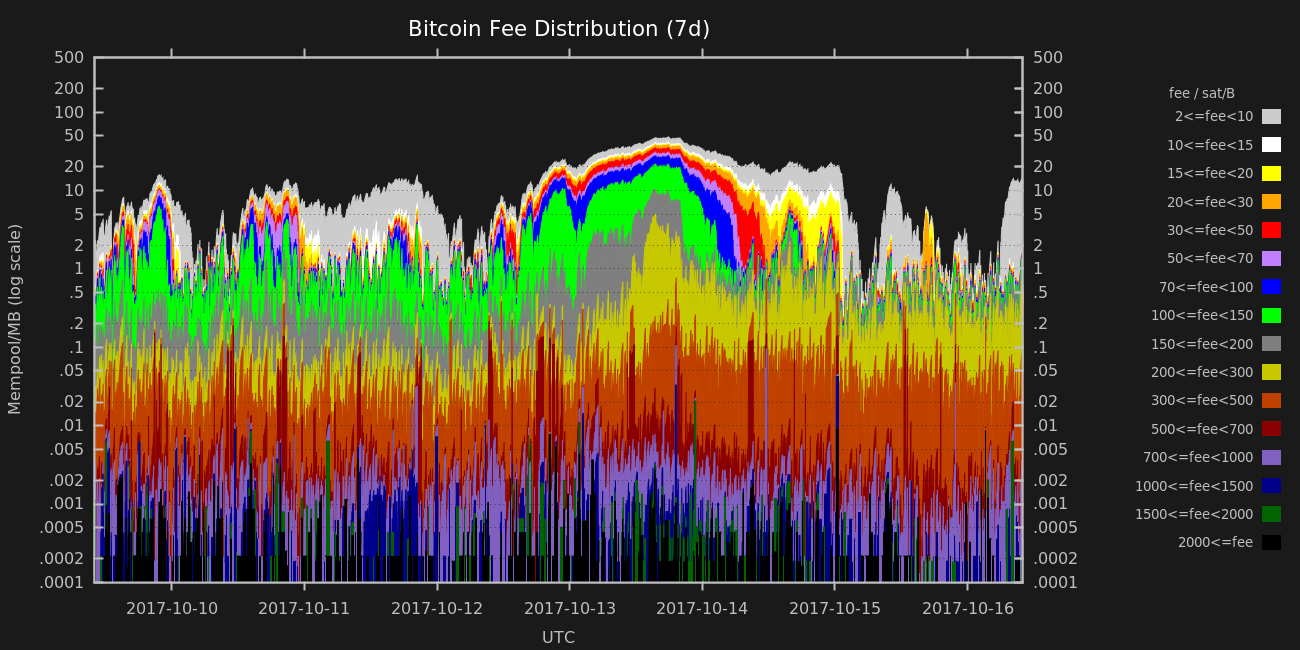 Bitcoin Fee Distribution (7d)
Mempool/MB (log scale)
500
200
100
50
20
10
5
2
1
.5
.2
.1
.05
.02
.01
.005
.002
.001
.0005
.0002
.0001
500
200
100
50
20
10
5
2
1
.5
.2
.1
.05
.02
.01
.005
.002
.001
.0005
.0002
.0001
2017-10-10 2017-10-11 2017-10-12 2017-10-13 2017-10-14 2017-10-15 2017-10-16
UTC
fee / sat/B
2<=fee<10
10<=fee<15
15<=fee<20
20<=fee<30
30<=fee<50
50<=fee<70
70<=fee<100
100<=fee<150
150<=fee<200
200<=fee<300
300<=fee<500
500<=fee<700
700<=fee<1000
1000<=fee<1500
1500<=fee<2000
2000<=fee